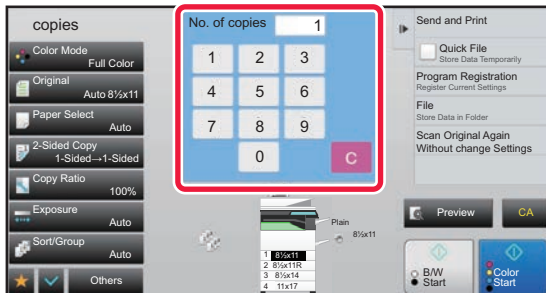 copies
Color Mode
Full Color
Original
Auto 8½x11
Paper Select
Auto
2-Sided Copy
1-Sided→1-Sided
Copy Ratio
100%
Exposure
Auto
Sort/Group
Auto
Others
No. of copies 1
1 2 3
4 5 6
7 8 9
0 C
Plain
8½x11
1 8½x11
2 8½x11R
3 8½x14
4 11x17
Send and Print
Quick File
Store Data Temporarily
Program Registration
Register Current Settings
File
Store Data in Folder
Scan Original Again
Without change Settings
Preview CA
B/W
Start
Color
Start